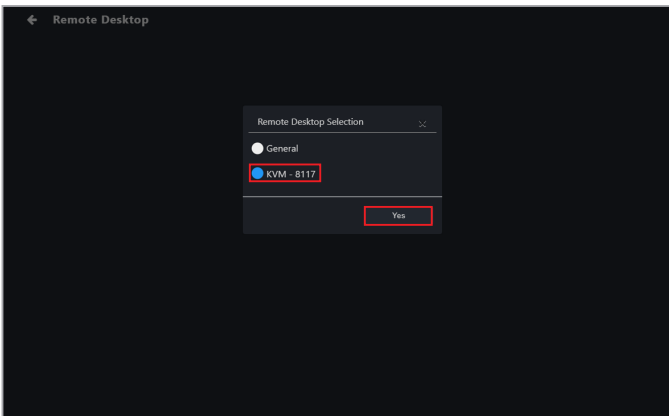 Remote Desktop
Remote Desktop Selection
General
KVM - 8117
Yes